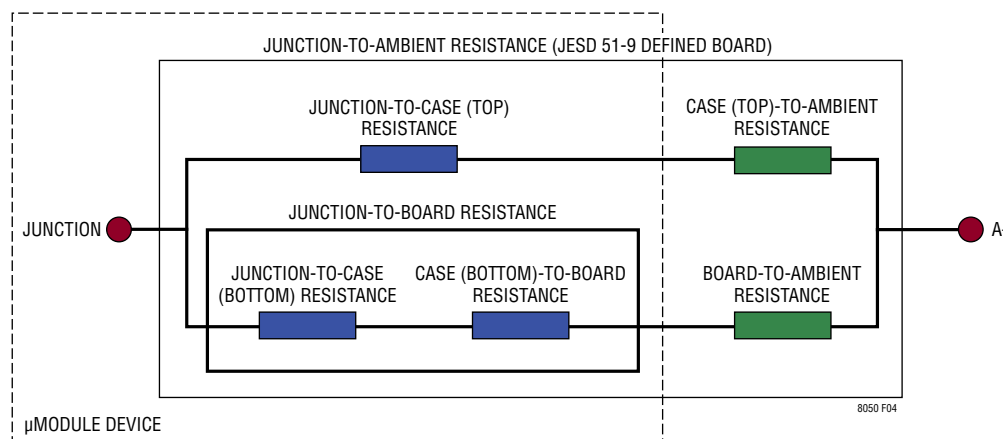 JUNCTION-TO-AMBIENT RESISTANCE (JESD 51-9 DEFINED BOARD)
JUNCTION-TO-CASE (TOP)
RESISTANCE
CASE (TOP)-TO-AMBIENT
RESISTANCE
JUNCTION
JUNCTION-TO-BOARD RESISTANCE
JUNCTION-TO-CASE
(BOTTOM) RESISTANCE
CASE (BOTTOM)-TO-BOARD
RESISTANCE
BOARD-TO-AMBIENT
RESISTANCE
8050 F04
µMODULE DEVICE